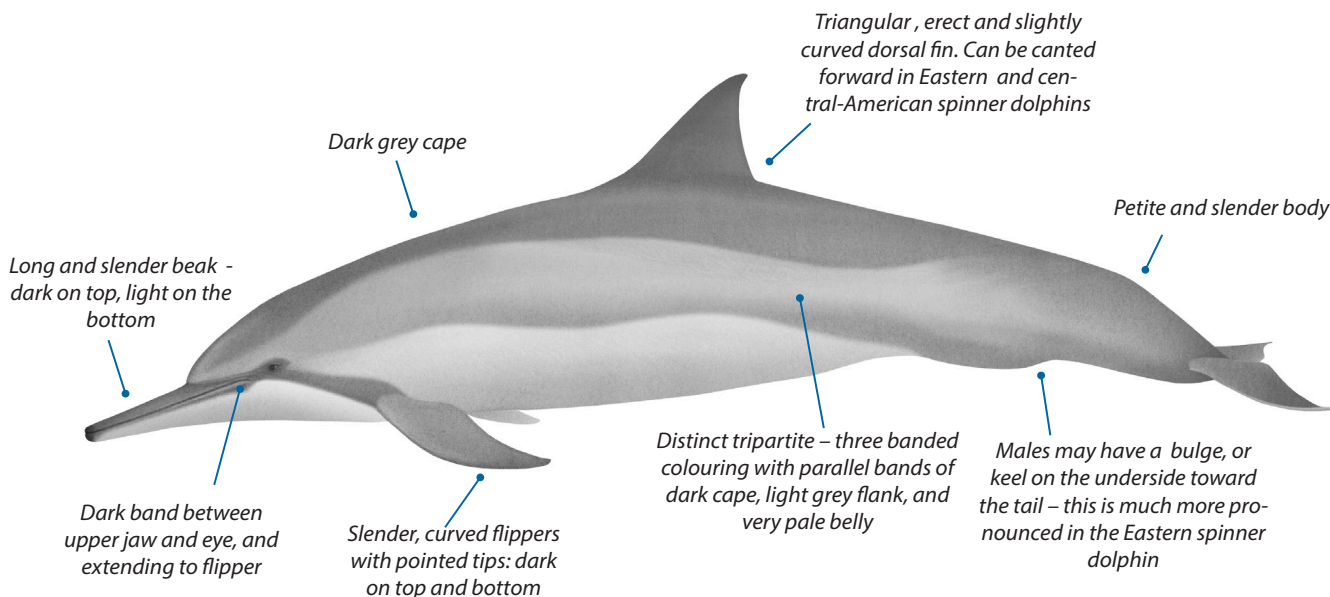 Triangular , erect and slightly
curved dorsal fin. Can be canted
forward in Eastern and cen-
tral-American spinner dolphins
Dark grey cape
Petite and slender body
Long and slender beak -
dark on top, light on the
bottom
Dark band between
upper jaw and eye, and
extending to flipper
Slender, curved flippers
with pointed tips: dark
on top and bottom
Distinct tripartite – three banded
colouring with parallel bands of
dark cape, light grey flank, and
very pale belly
Males may have a bulge, or
keel on the underside toward
the tail – this is much more pro-
nounced in the Eastern spinner
dolphin